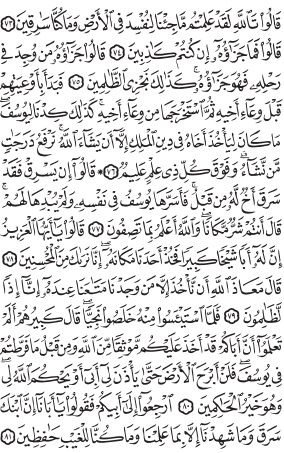 قَالُوا۟ تَٱللَّهِ لَقَدْ عَلِمْتُم مَّا جِئْنَا لِنُفْسِدَ فِى ٱلْأَرْضِ وَمَا كُنَّا سَٰرِقِينَ ٧٣
قَالُوا۟ فَمَا جَزَٰٓؤُهُۥٓ إِن كُنتُمْ كَٰذِبِينَ ٧٤ قَالُوا۟ جَزَٰٓؤُهُۥ مَن وُجِدَ فِى
رَحْلِهِۦ فَهُوَ جَزَٰٓؤُهُۥ ۚ كَذَٰلِكَ نَجْزِى ٱلظَّٰلِمِينَ ٧٥ فَبَدَأَ بِأَوْعِيَتِهِمْ
قَبْلَ وِعَآءِ أَخِيهِ ثُمَّ ٱسْتَخْرَجَهَا مِن وِعَآءِ أَخِيهِ ۚ كَذَٰلِكَ كِدْنَا لِيُوسُفَ ۖ
مَا كَانَ لِيَأْخُذَ أَخَاهُ فِى دِينِ ٱلْمَلِكِ إِلَّآ أَن يَشَآءَ ٱللَّهُ ۚ نَرْفَعُ دَرَجَٰتٍ
مَّن نَّشَآءُ ۗ وَفَوْقَ كُلِّ ذِى عِلْمٍ عَلِيمٌ ٧٦ ۞ قَالُوٓا۟ إِن يَسْرِقْ فَقَدْ
سَرَقَ أَخٌ لَّهُۥ مِن قَبْلُ ۚ فَأَسَرَّهَا يُوسُفُ فِى نَفْسِهِۦ وَلَمْ يُبْدِهَا لَهُمْ ۚ
قَالَ أَنتُمْ شَرٌّ مَّكَانًا ۖ وَٱللَّهُ أَعْلَمُ بِمَا تَصِفُونَ ٧٧ قَالُوا۟ يَٰٓأَيُّهَا ٱلْعَزِيزُ
إِنَّ لَهُۥٓ أَبًا شَيْخًا كَبِيرًا فَخُذْ أَحَدَنَا مَكَانَهُۥٓ ۖ إِنَّا نَرَىٰكَ مِنَ ٱلْمُحْسِنِينَ ٧٨
قَالَ مَعَاذَ ٱللَّهِ أَن نَّأْخُذَ إِلَّا مَن وَجَدْنَا مَتَٰعَنَا عِندَهُۥٓ إِنَّآ إِذًا
لَّظَٰلِمُونَ ٧٩ فَلَمَّا ٱسْتَيْـَٔسُوا۟ مِنْهُ خَلَصُوا۟ نَجِيًّا ۖ قَالَ كَبِيرُهُمْ أَلَمْ
تَعْلَمُوٓا۟ أَنَّ أَبَاكُمْ قَدْ أَخَذَ عَلَيْكُم مَّوْثِقًا مِّنَ ٱللَّهِ وَمِن قَبْلُ مَا فَرَّطتُمْ
فِى يُوسُفَ ۖ فَلَنْ أَبْرَحَ ٱلْأَرْضَ حَتَّىٰ يَأْذَنَ لِىٓ أَبِىٓ أَوْ يَحْكُمَ ٱللَّهُ لِى ۖ
وَهُوَ خَيْرُ ٱلْحَٰكِمِينَ ٨٠ ٱرْجِعُوٓا۟ إِلَىٰٓ أَبِيكُمْ فَقُولُوا۟ يَٰٓأَبَانَآ إِنَّ ٱبْنَكَ
سَرَقَ وَمَا شَهِدْنَآ إِلَّا بِمَا عَلِمْنَا وَمَا كُنَّا لِلْغَيْبِ حَٰفِظِينَ ٨١